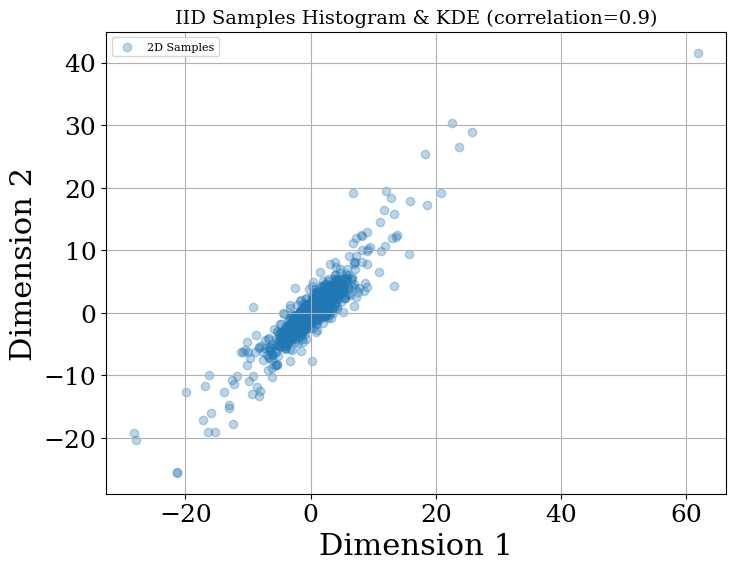 IID Samples Histogram & KDE (correlation=0.9)
2D Samples
40
30
20
10
0
−10
−20
Dimension 2
−20 0 20 40 60
Dimension 1